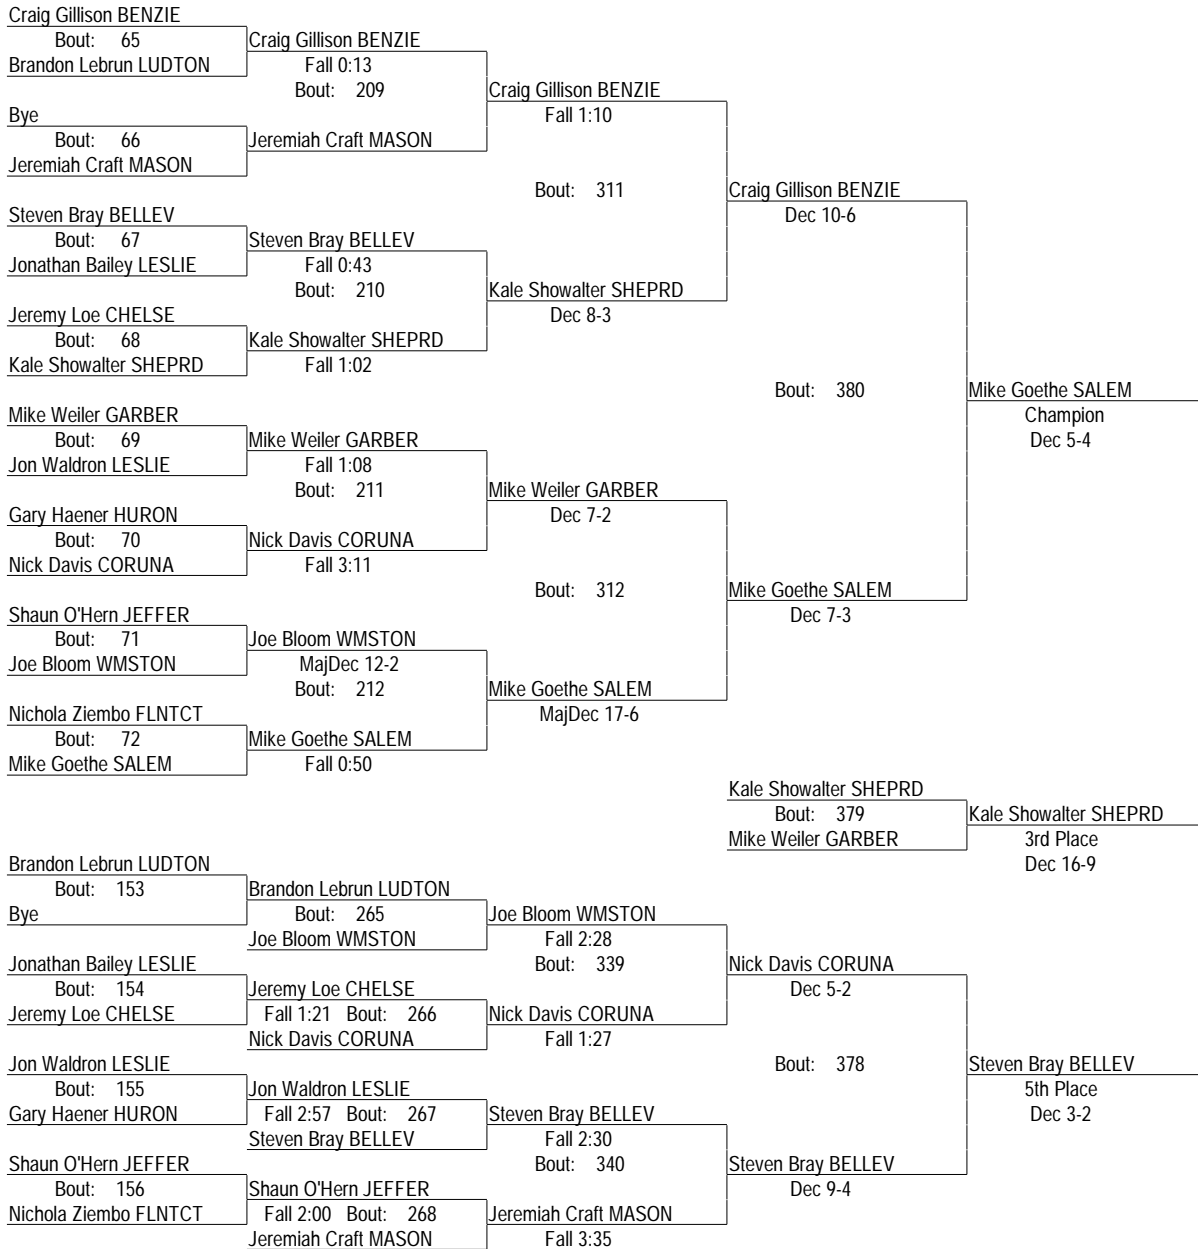 Craig Gillison BENZIE
Bout: 65
Craig Gillison BENZIE
Brandon Lebrun LUDTON
Fall 0:13
Bout: 209
Craig Gillison BENZIE
Bye
Fall 1:10
Bout: 66
Jeremiah Craft MASON
Jeremiah Craft MASON
Bout: 311
Craig Gillison BENZIE
Steven Bray BELLEV
Dec 10-6
Bout: 67
Steven Bray BELLEV
Jonathan Bailey LESLIE
Fall 0:43
Bout: 210
Kale Showalter SHEPRD
Jeremy Loe CHELSE
Dec 8-3
Bout: 68
Kale Showalter SHEPRD
Kale Showalter SHEPRD
Fall 1:02
Bout: 380
Mike Goethe SALEM
Mike Weiler GARBER
Champion
Bout: 69
Mike Weiler GARBER
Dec 5-4
Jon Waldron LESLIE
Fall 1:08
Bout: 211
Mike Weiler GARBER
Gary Haener HURON
Dec 7-2
Bout: 70
Nick Davis CORUNA
Nick Davis CORUNA
Fall 3:11
Bout: 312
Mike Goethe SALEM
Shaun O'Hern JEFFER
Dec 7-3
Bout: 71
Joe Bloom WMSTON
Joe Bloom WMSTON
MajDec 12-2
Bout: 212
Mike Goethe SALEM
Nichola Ziembo FLNTCT
MajDec 17-6
Bout: 72
Mike Goethe SALEM
Mike Goethe SALEM
Fall 0:50
Kale Showalter SHEPRD
Bout: 379
Kale Showalter SHEPRD
Mike Weiler GARBER
3rd Place
Dec 16-9
Brandon Lebrun LUDTON
Bout: 153
Brandon Lebrun LUDTON
Bye
Bout: 265
Joe Bloom WMSTON
Joe Bloom WMSTON
Fall 2:28
Jonathan Bailey LESLIE
Bout: 339
Nick Davis CORUNA
Bout: 154
Jeremy Loe CHELSE
Dec 5-2
Jeremy Loe CHELSE
Fall 1:21 Bout: 266
Nick Davis CORUNA
Nick Davis CORUNA
Fall 1:27
Jon Waldron LESLIE
Bout: 378
Steven Bray BELLEV
Bout: 155
Jon Waldron LESLIE
5th Place
Gary Haener HURON
Fall 2:57 Bout: 267
Steven Bray BELLEV
Dec 3-2
Steven Bray BELLEV
Fall 2:30
Shaun O'Hern JEFFER
Bout: 340
Steven Bray BELLEV
Bout: 156
Shaun O'Hern JEFFER
Dec 9-4
Nichola Ziembo FLNTCT
Fall 2:00 Bout: 268
Jeremiah Craft MASON
Jeremiah Craft MASON
Fall 3:35